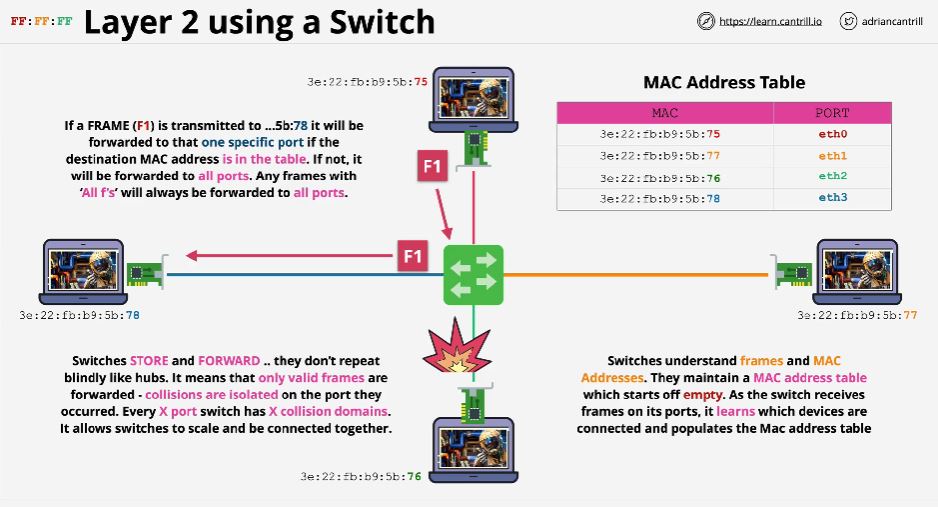 FF:FF:FF Layer 2 using a Switch
https://learn.cantrill.io
adriancantrill
3e:22:fb:b9:5b:75
If a FRAME (F1) is transmitted to ...5b:78 it will be
forwarded to that one specific port if the
destination MAC address is in the table. If not, it
will be forwarded to all ports. Any frames with
‘All f's’ will always be forwarded to all ports.
F1
MAC Address Table
MAC PORT
3e:22:fb:b9:5b:75 eth0
3e:22:fb:b9:5b:77 eth1
3e:22:fb:b9:5b:76 eth2
3e:22:fb:b9:5b:78 eth3
F1
3e:22:fb:b9:5b:78
3e:22:fb:b9:5b:77
Switches STORE and FORWARD .. they don't repeat
blindly like hubs. It means that only valid frames are
forwarded - collisions are isolated on the port they
occurred. Every X port switch has X collision domains.
It allows switches to scale and be connected together.
Switches understand frames and MAC
Addresses. They maintain a MAC address table
which starts off empty. As the switch receives
frames on its ports, it learns which devices are
connected and populates the Mac address table
3e:22:fb:b9:5b:76